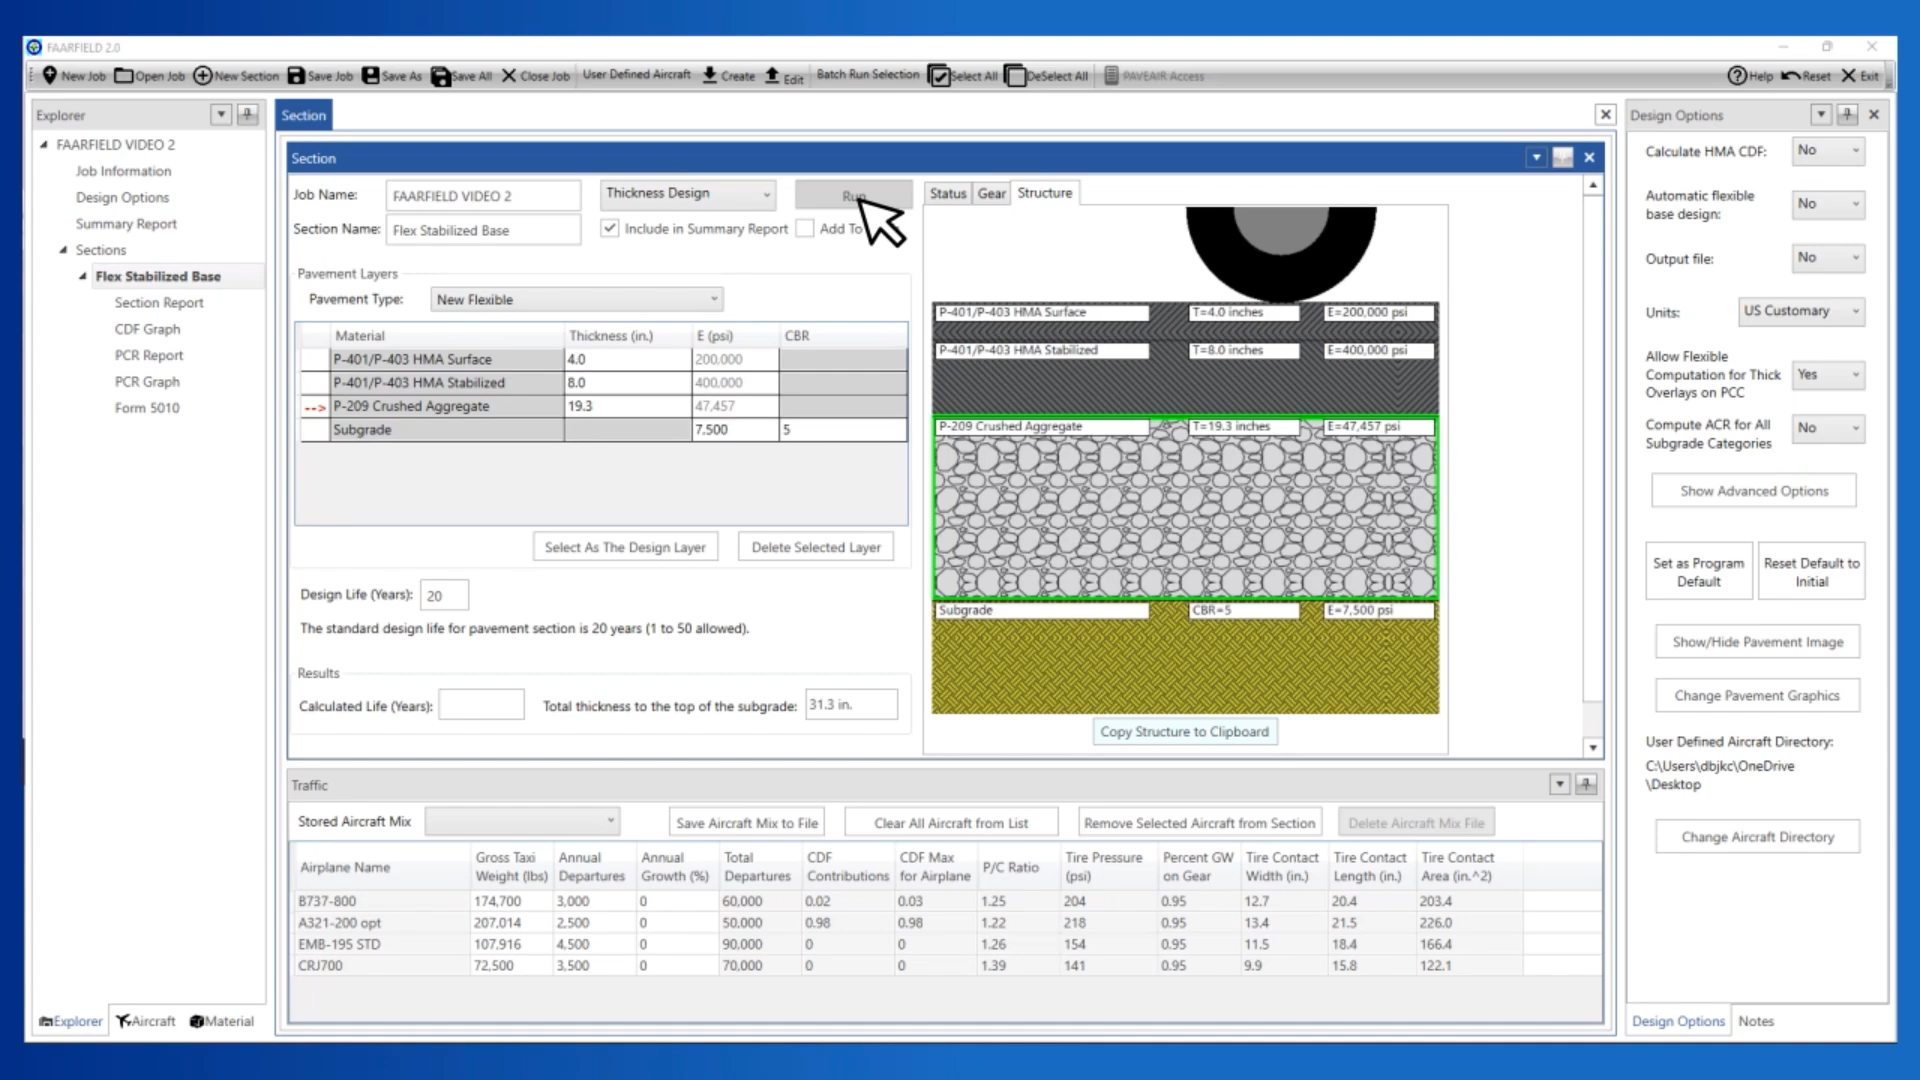 FAARFIELD 2.0
New Job Open Job New Section Save Job Save As Save All Close Job User Defined Aircraft Create Edit Batch Run Selection Select All DeSelect All PAVEAIR Access Help Reset Exit
Explorer
FAARFIELD VIDEO 2
Job Information
Design Options
Summary Report
Sections
Flex Stabilized Base
Section Report
CDF Graph
PCR Report
PCR Graph
Form 5010
Explorer Aircraft Material
Section
Section
Job Name: FAARFIELD VIDEO 2 Thickness Design Run
Section Name: Flex Stabilized Base Include in Summary Report Add To
Pavement Layers
Pavement Type: New Flexible
Material Thickness (in.) E (psi) CBR
P-401/P-403 HMA Surface 4.0 200,000
P-401/P-403 HMA Stabilized 8.0 400,000
--> P-209 Crushed Aggregate 19.3 47,457
Subgrade 7,500 5
Select As The Design Layer Delete Selected Layer
Design Life (Years): 20
The standard design life for pavement section is 20 years (1 to 50 allowed).
Results
Calculated Life (Years): Total thickness to the top of the subgrade: 31.3 in.
Status Gear Structure
P-401/P-403 HMA Surface T=4.0 inches E=200,000 psi
P-401/P-403 HMA Stabilized T=8.0 inches E=400,000 psi
P-209 Crushed Aggregate T=19.3 inches E=47,457 psi
Subgrade CBR=5 E=7,500 psi
Copy Structure to Clipboard
Traffic
Stored Aircraft Mix Save Aircraft Mix to File Clear All Aircraft from List Remove Selected Aircraft from Section Delete Aircraft Mix File
Airplane Name Gross Taxi Weight (lbs) Annual Departures Annual Growth (%) Total Departures CDF Contributions CDF Max for Airplane P/C Ratio Tire Pressure (psi) Percent GW on Gear Tire Contact Width (in.) Tire Contact Length (in.) Tire Contact Area (in.^2)
B737-800 174,700 3,000 0 60,000 0.02 0.03 1.25 204 0.95 12.7 20.4 203.4
A321-200 opt 207,014 2,500 0 50,000 0.98 0.98 1.22 218 0.95 13.4 21.5 226.0
EMB-195 STD 107,916 4,500 0 90,000 0 0 1.26 154 0.95 11.5 18.4 166.4
CRJ700 72,500 3,500 0 70,000 0 0 1.39 141 0.95 9.9 15.8 122.1
Design Options
Calculate HMA CDF: No
Automatic flexible
base design: No
Output file: No
Units: US Customary
Allow Flexible
Computation for Thick Yes
Overlays on PCC
Compute ACR for All No
Subgrade Categories
Show Advanced Options
Set as Program Default
Reset Default to Initial
Show/Hide Pavement Image
Change Pavement Graphics
User Defined Aircraft Directory:
C:\Users\dbjkc\OneDrive
\Desktop
Change Aircraft Directory
Design Options Notes